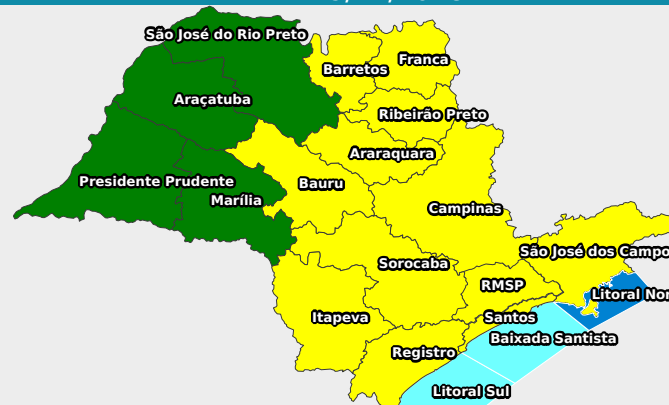 São José do Rio Preto
Franca
Barretos
Araçatuba
Ribeirão Preto
Araraquara
Presidente Prudente
Bauru
Marília
Campinas
São José dos Campo
Sorocaba
RMSP
Litoral Nor
Itapeva
Santos
Baixada Santista
Registro
Litoral Sul